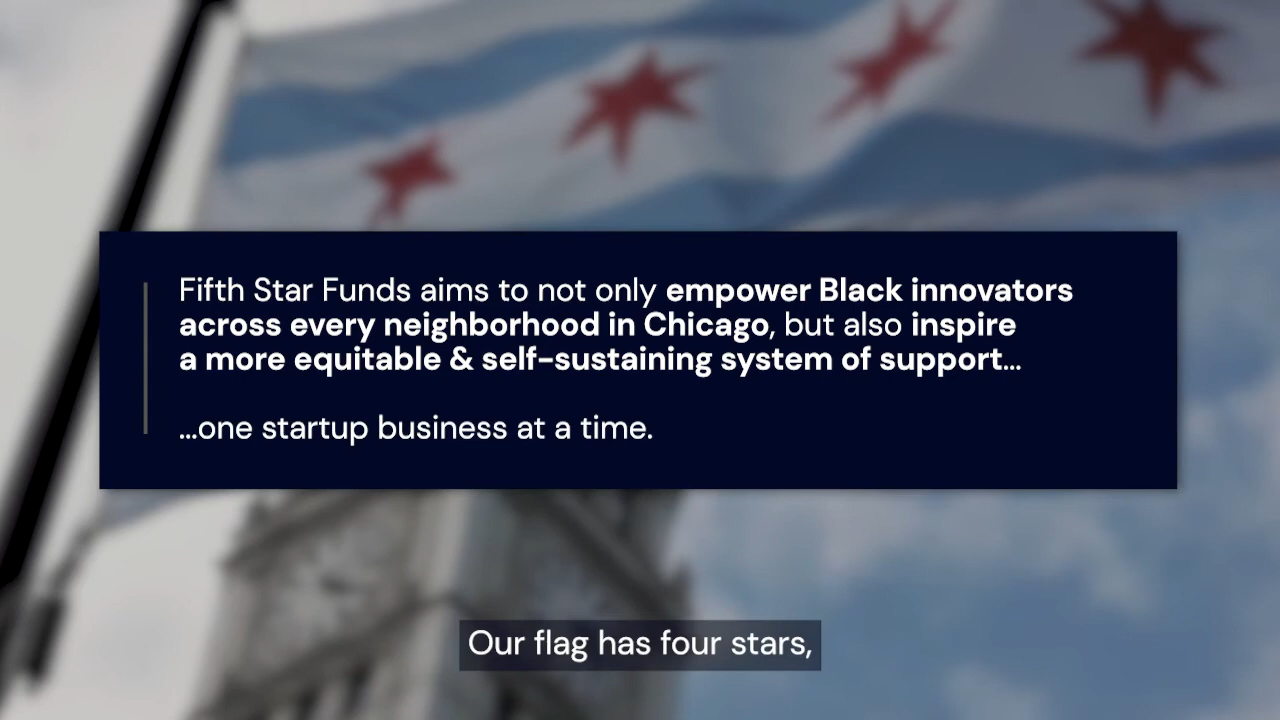 Fifth Star Funds aims to not only empower Black innovators
across every neighborhood in Chicago, but also inspire
a more equitable & self-sustaining system of support...
...one startup business at a time.
Our flag has four stars,